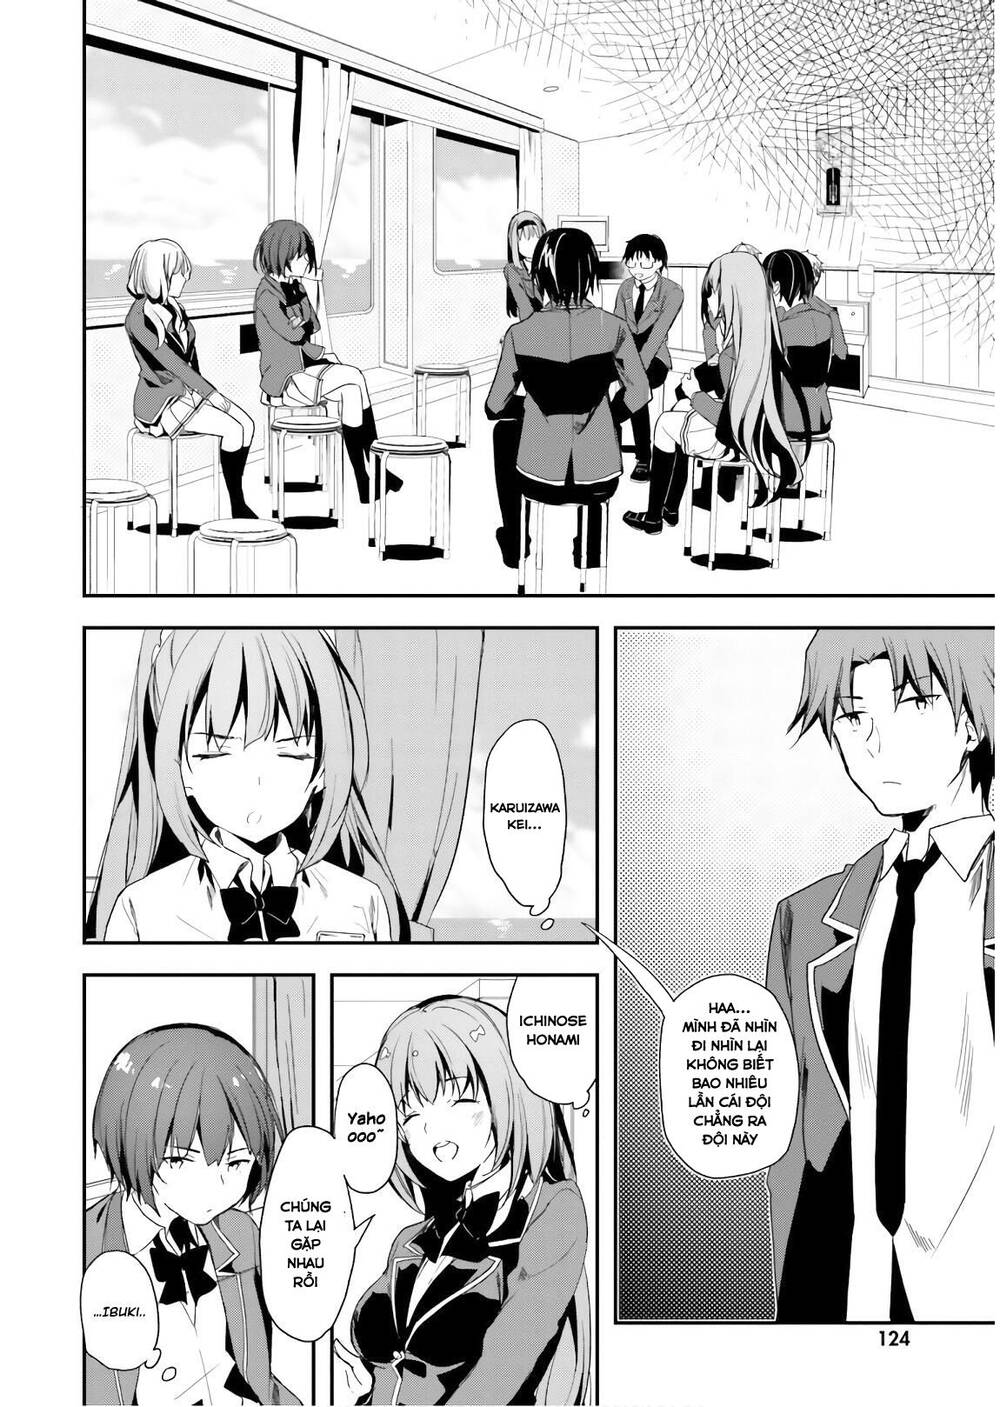 HAA...
MÌNH ĐÃ NHÌN
ĐI NHÌN LẠI
KHÔNG BIẾT
BAO NHIÊU
LẦN CÁI ĐỘI
CHẲNG RA
ĐỘI NÀY
KARUIZAWA
KEI...
ICHINOSE
HONAMI
Yaho
oooo~
CHÚNG
TA LẠI
GẶP
NHAU
RỒI
...IBUKI..
124